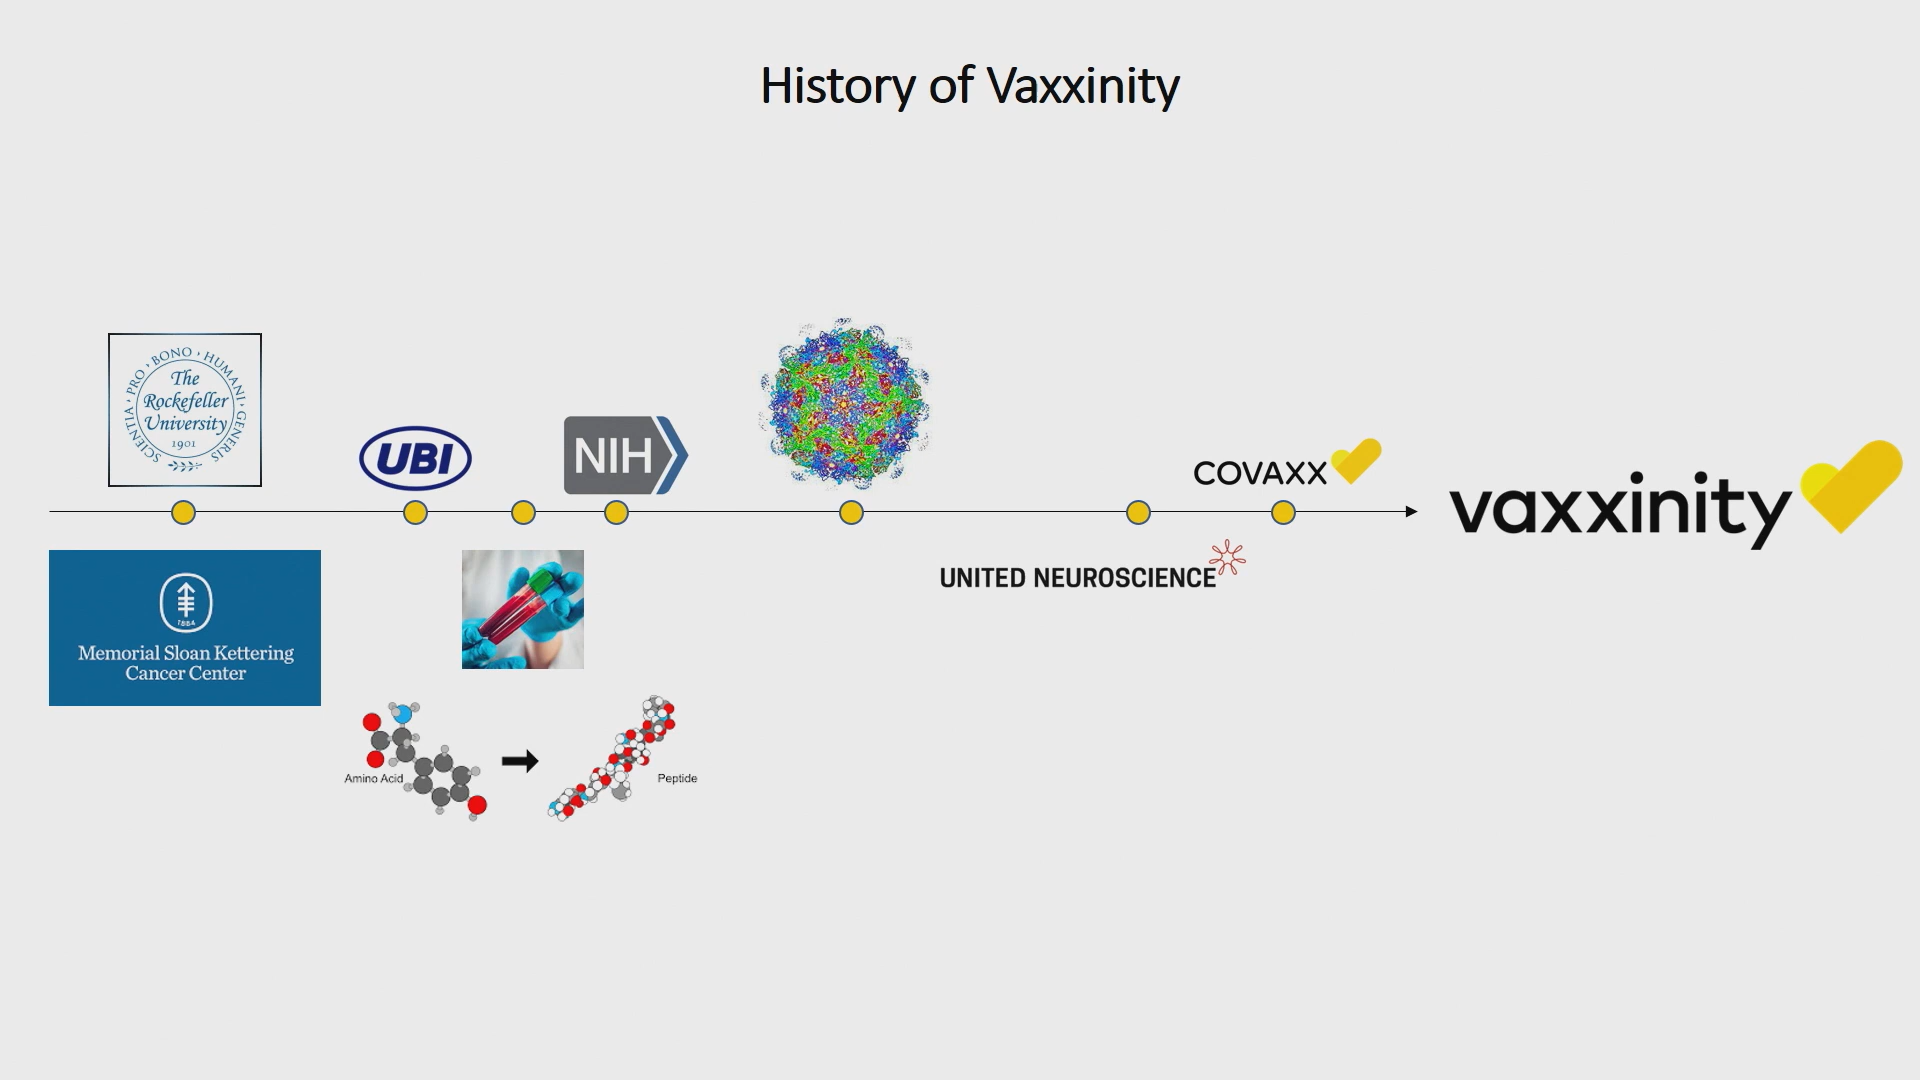 History of Vaxxinity
SCIENTIA · PRO · BONO · HUMANI · GENERIS
The
Rockefeller
University
1901
UBI
NIH
COVAXX
vaxxinity
UNITED NEUROSCIENCE
1884
Memorial Sloan Kettering
Cancer Center
Amino Acid
Peptide